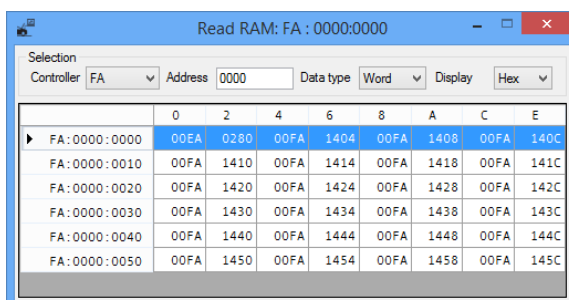 Read RAM: FA : 0000:0000
Selection
Controller FA Address 0000 Data type Word Display Hex
0 2 4 6 8 A C E
FA:0000:0000 00EA 0280 00FA 1404 00FA 1408 00FA 140C
FA:0000:0010 00FA 1410 00FA 1414 00FA 1418 00FA 141C
FA:0000:0020 00FA 1420 00FA 1424 00FA 1428 00FA 142C
FA:0000:0030 00FA 1430 00FA 1434 00FA 1438 00FA 143C
FA:0000:0040 00FA 1440 00FA 1444 00FA 1448 00FA 144C
FA:0000:0050 00FA 1450 00FA 1454 00FA 1458 00FA 145C